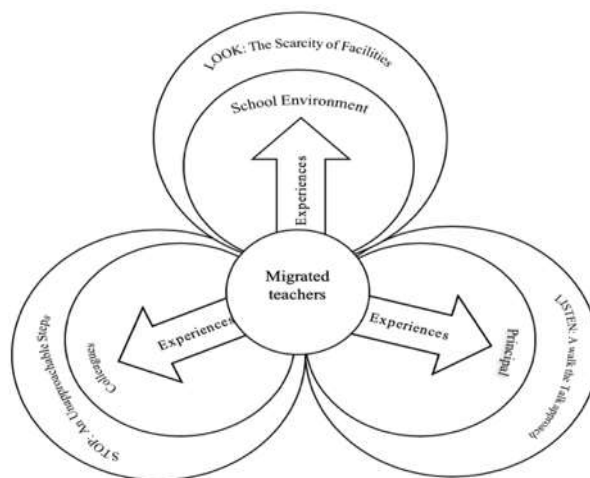 LOOK: The Scarcity of Facilities
School Environment
Experiences
Migrated
teachers
Experiences
Experiences
Colleagues
STOP: An Unapproachable Steps
Principal
LISTEN: A walk the Talk approach